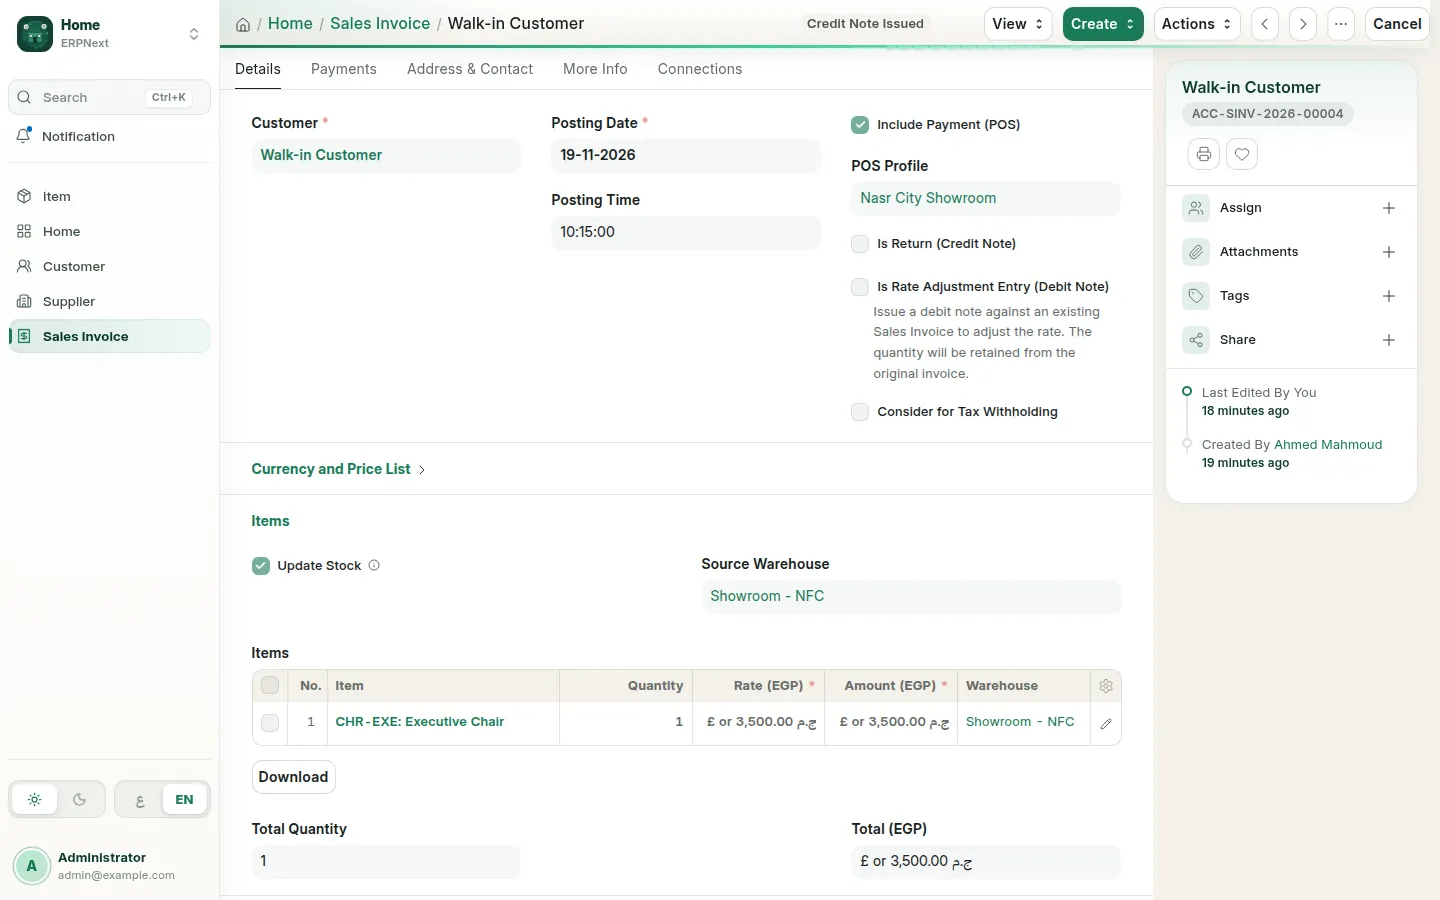 Home
ERPNext
Search
Ctrl+K
Notification
Item
Home
Customer
Supplier
Sales Invoice
ع
EN
A
Administrator
admin@example.com
/ Home / Sales Invoice / Walk-in Customer
Credit Note Issued
View
Create
Actions
Cancel
Details
Payments
Address & Contact
More Info
Connections
Customer *
Walk-in Customer
Posting Date *
19-11-2026
Posting Time
10:15:00
Include Payment (POS)
POS Profile
Nasr City Showroom
Is Return (Credit Note)
Is Rate Adjustment Entry (Debit Note)
Issue a debit note against an existing
Sales Invoice to adjust the rate. The
quantity will be retained from the
original invoice.
Consider for Tax Withholding
Currency and Price List
Items
Update Stock
Source Warehouse
Showroom - NFC
Items
No. Item Quantity Rate (EGP) * Amount (EGP) * Warehouse
1 CHR-EXE: Executive Chair 1 £ or 3,500.00 ج.م £ or 3,500.00 ج.م Showroom - NFC
Download
Total Quantity
1
Total (EGP)
£ or 3,500.00 ج.م
Walk-in Customer
ACC-SINV-2026-00004
Assign
Attachments
Tags
Share
Last Edited By You
18 minutes ago
Created By Ahmed Mahmoud
19 minutes ago